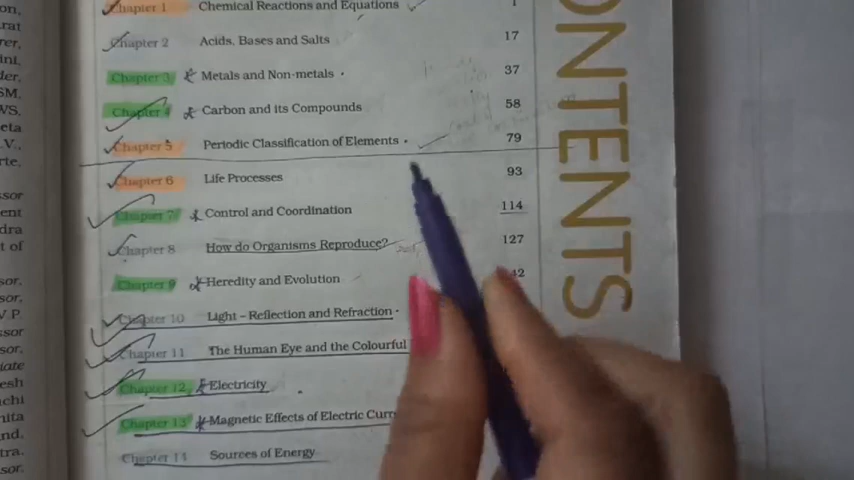 Chapter 1 Chemical Reactions and Equations 1
Chapter 2 Acids, Bases and Salts 17
Chapter 3 Metals and Non-metals 37
Chapter 4 Carbon and its Compounds 58
Chapter 5 Periodic Classification of Elements 79
Chapter 6 Life Processes 93
Chapter 7 Control and Coordination 114
Chapter 8 How do Organisms Reproduce? 127
Chapter 9 Heredity and Evolution 42
Chapter 10 Light – Reflection and Refraction
Chapter 11 The Human Eye and the Colourful
Chapter 12 Electricity
Chapter 13 Magnetic Effects of Electric Curr
Chapter 14 Sources of Energy
ONTENTS